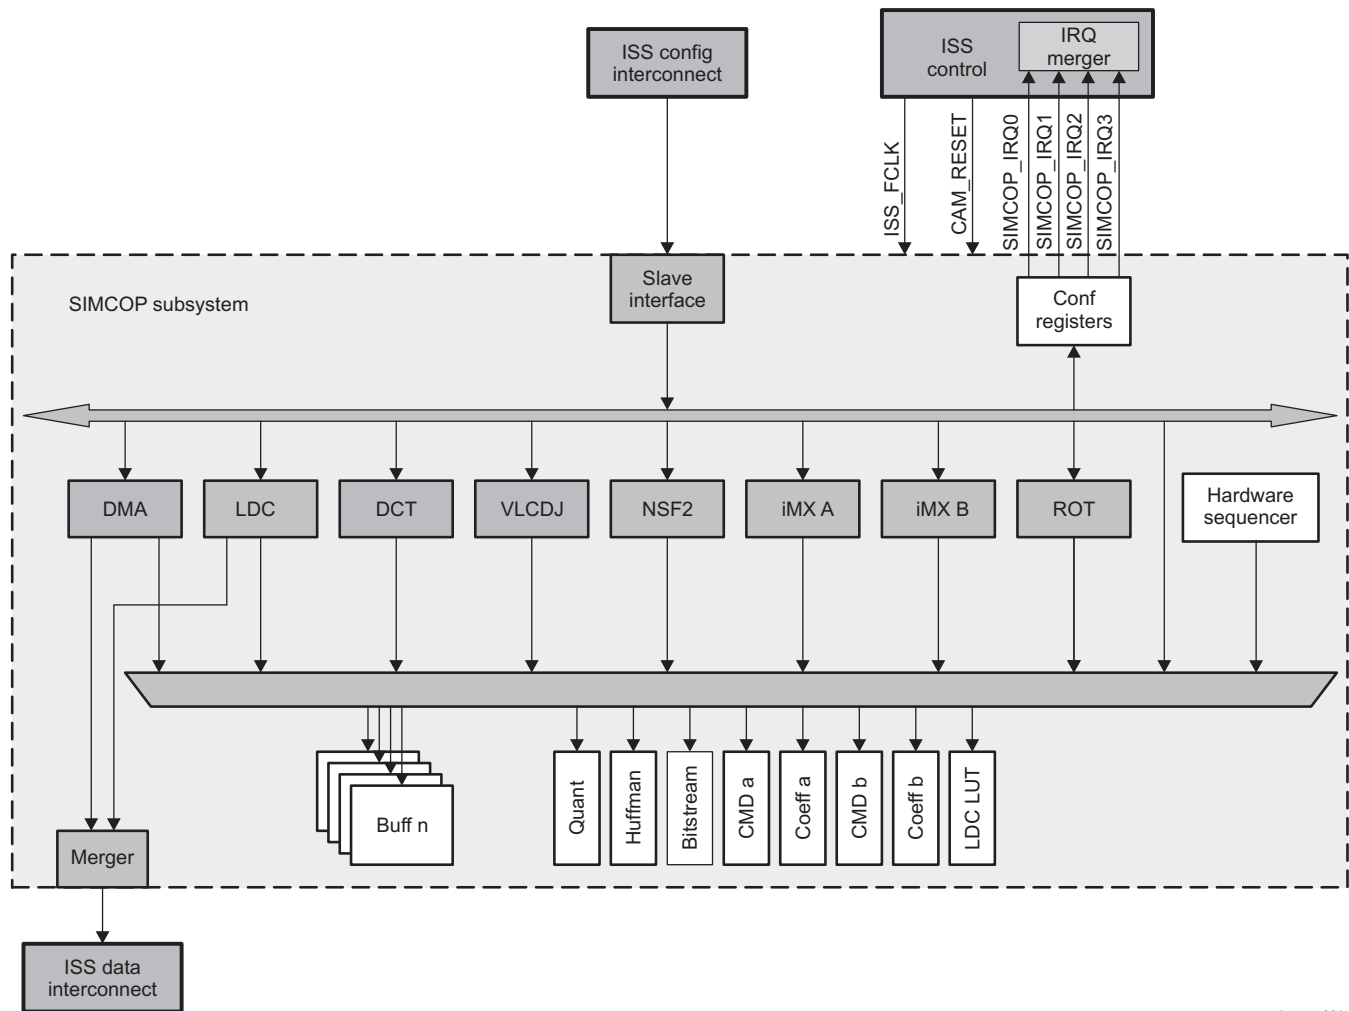 ISS config
interconnect
ISS
control
IRQ
merger
ISS_FCLK
CAM_RESET
SIMCOP_IRQ0
SIMCOP_IRQ1
SIMCOP_IRQ2
SIMCOP_IRQ3
SIMCOP subsystem
Slave
interface
Conf
registers
DMA
LDC
DCT
VLCDJ
NSF2
iMX A
iMX B
ROT
Hardware
sequencer
Buff n
Quant
Huffman
Bitstream
CMD a
Coeff a
CMD b
Coeff b
LDC LUT
Merger
ISS data
interconnect